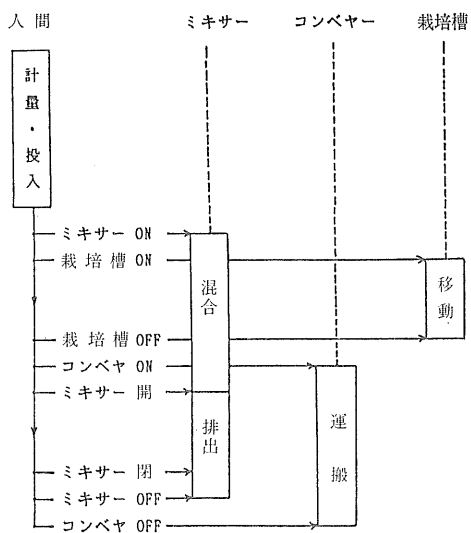 人間 ミキサー コンベヤー 栽培槽
計量・投入
ミキサー ON
栽培槽 ON
混合
移動
栽培槽 OFF
コンベヤ ON
ミキサー 開
排出
運搬
ミキサー 閉
ミキサー OFF
コンベヤ OFF